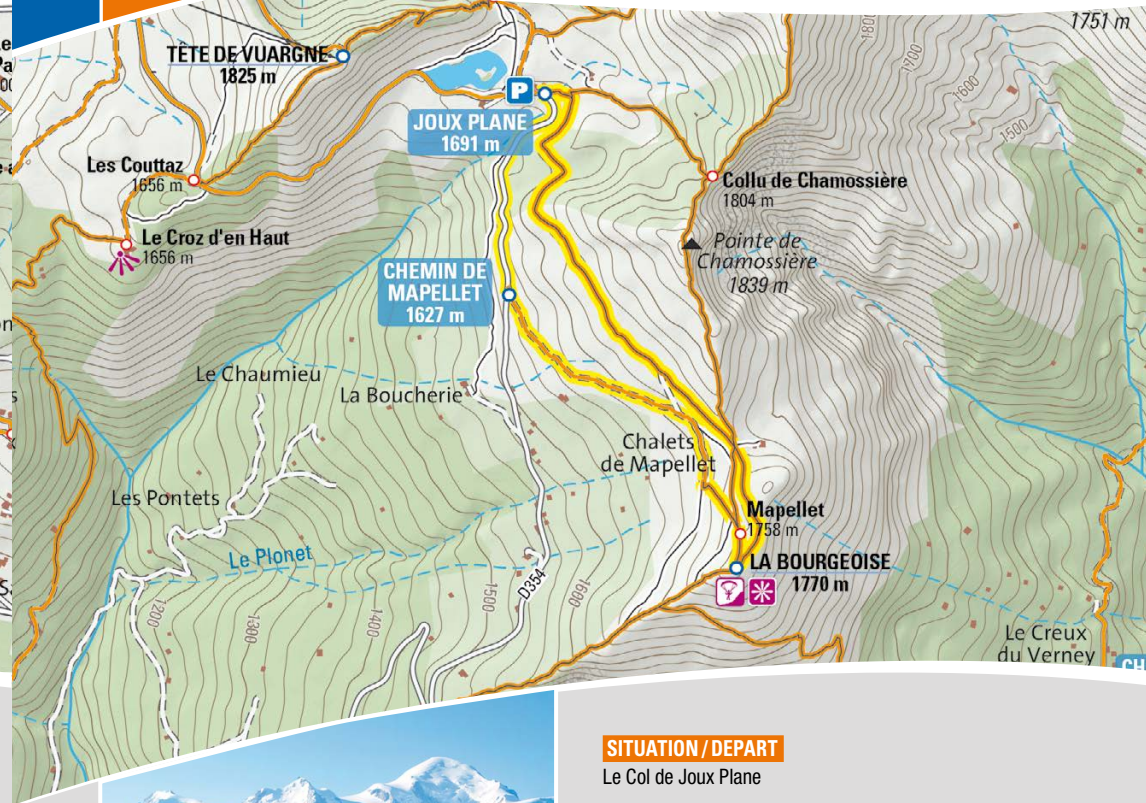 1751 m
TÊTE DE VUARGNE
1825 m
1800
1700
1600
1500
P
JOUX PLANE
1691 m
Les Couttaz
1656 m
Collu de Chamossière
1804 m
Le Croz d'en Haut
1656 m
Pointe de
Chamossière
1839 m
CHEMIN DE
MAPELLET
1627 m
Le Chaumieu
La Boucherie
Chalets
de Mapellet
Les Pontets
Mapellet
1758 m
Le Plonet
LA BOURGEOISE
1770 m
D354
1200
1300
1400
1500
1600
Le Creux
du Verney
CH
SITUATION / DEPART
Le Col de Joux Plane